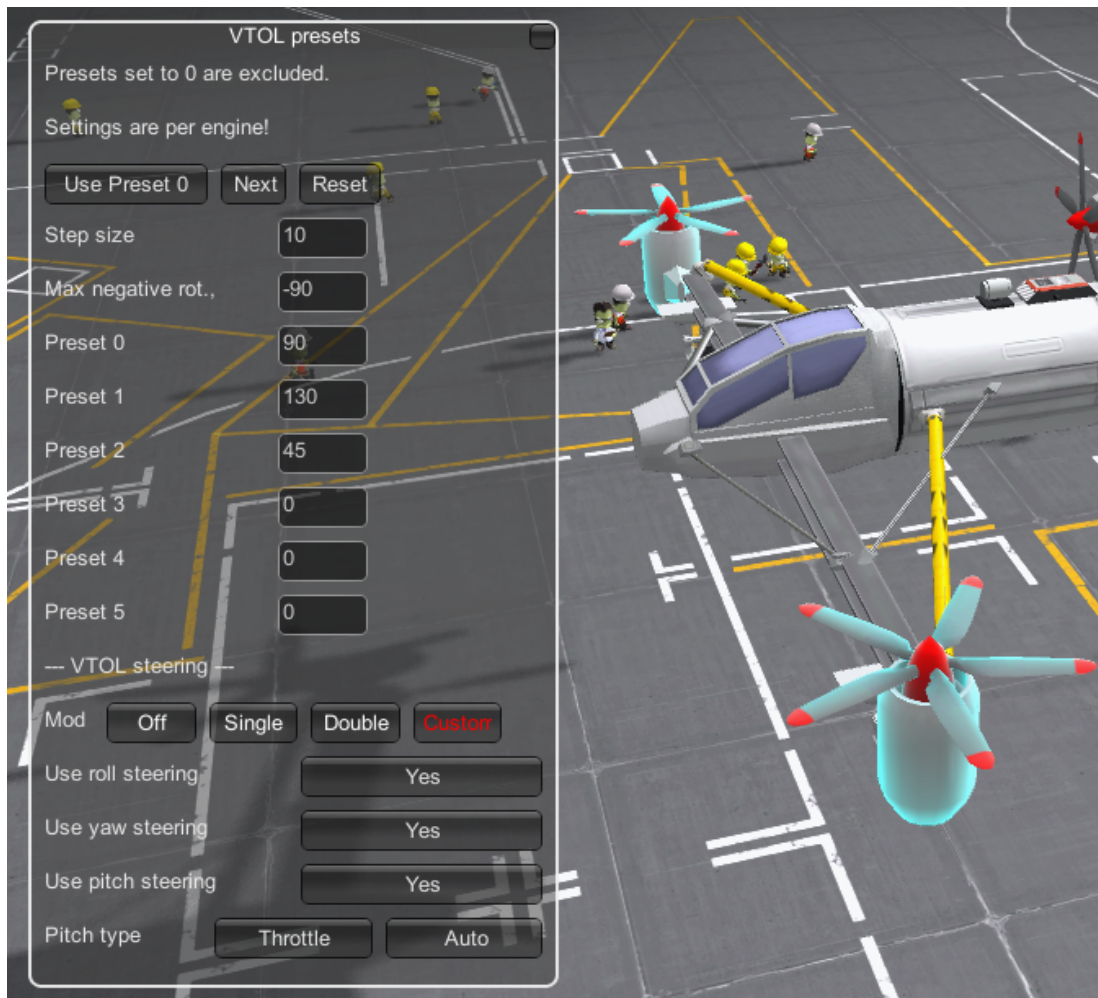 VTOL presets
Presets set to 0 are excluded.
Settings are per engine!
Use Preset 0 Next Reset
Step size 10
Max negative rot., -90
Preset 0 90
Preset 1 130
Preset 2 45
Preset 3 0
Preset 4 0
Preset 5 0
--- VTOL steering ---
Mod Off Single Double Custom
Use roll steering Yes
Use yaw steering Yes
Use pitch steering Yes
Pitch type Throttle Auto